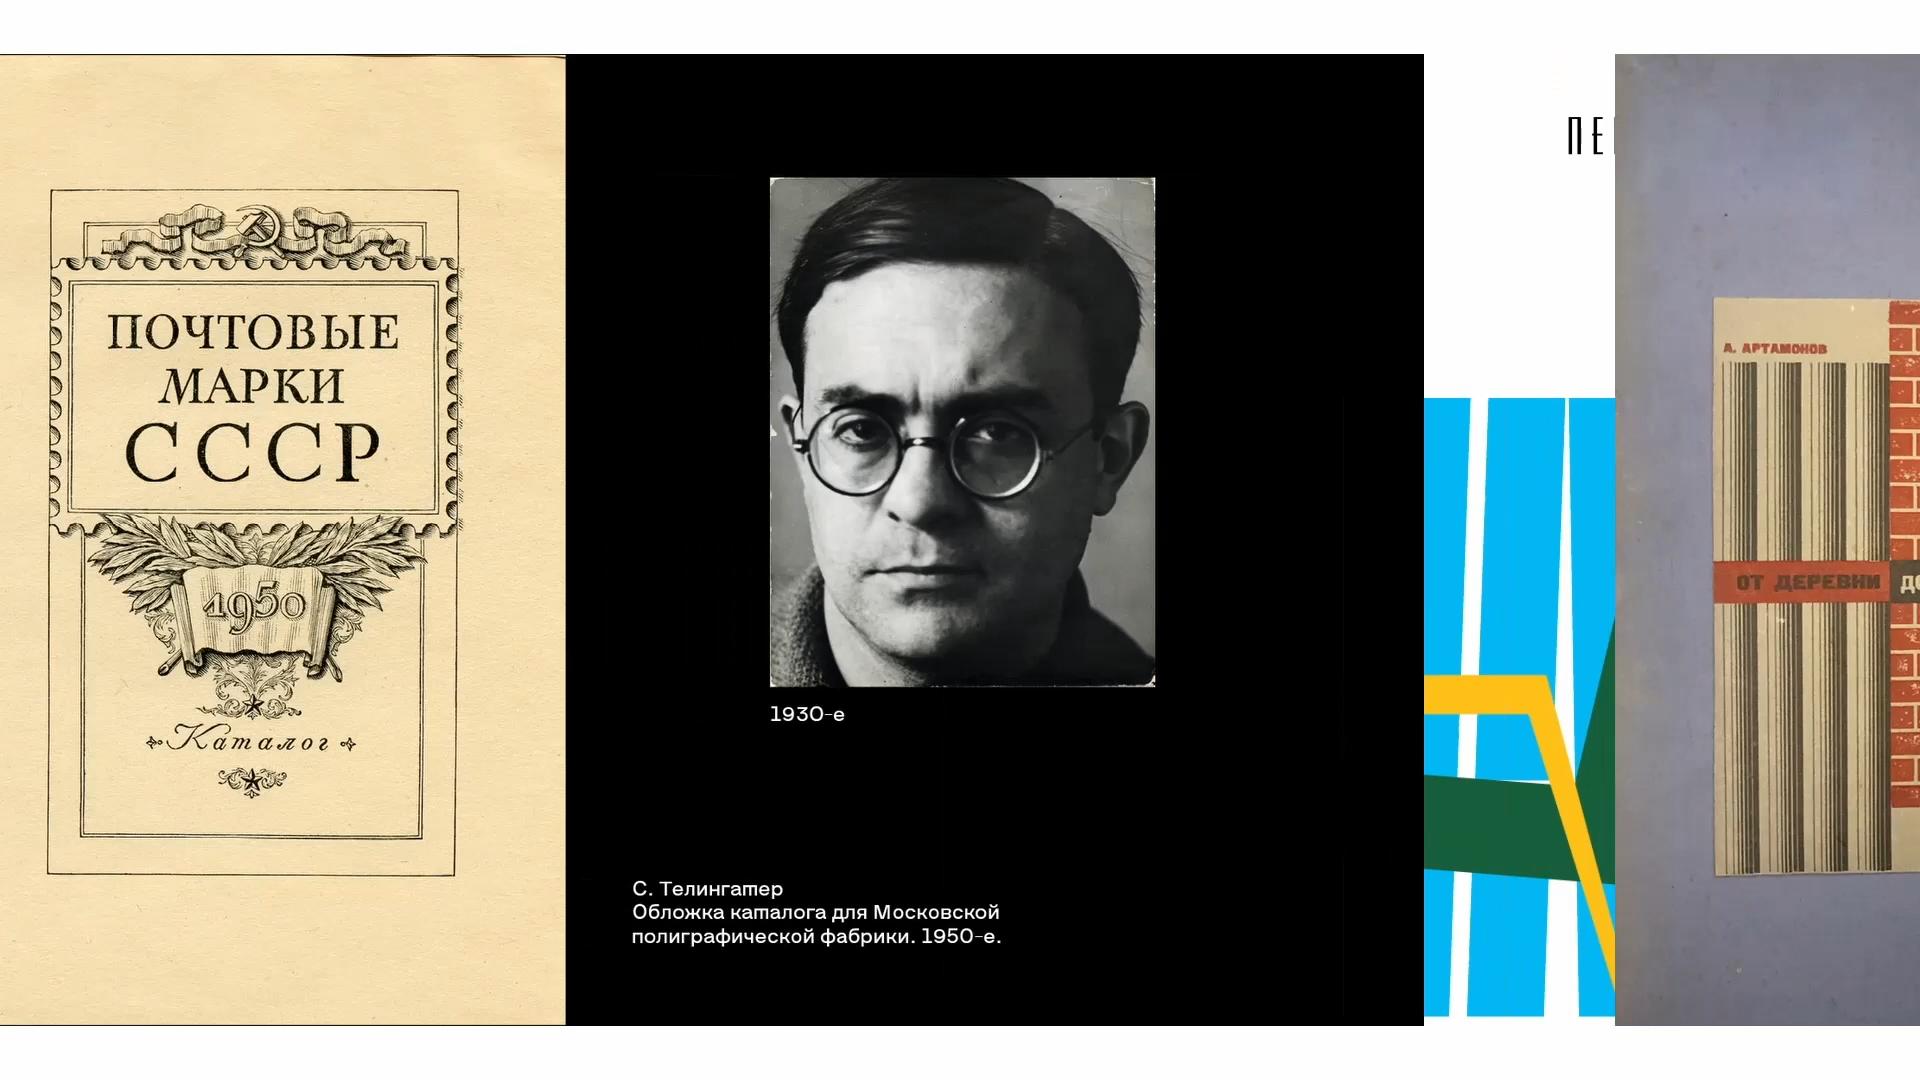 ПОЧТОВЫЕ
МАРКИ
СССР
1950
Каталог
1930-е
С. Телингатер
Обложка каталога для Московской
полиграфической фабрики. 1950-е.
А. АРТАМОНОВ
ОТ ДЕРЕВНИ